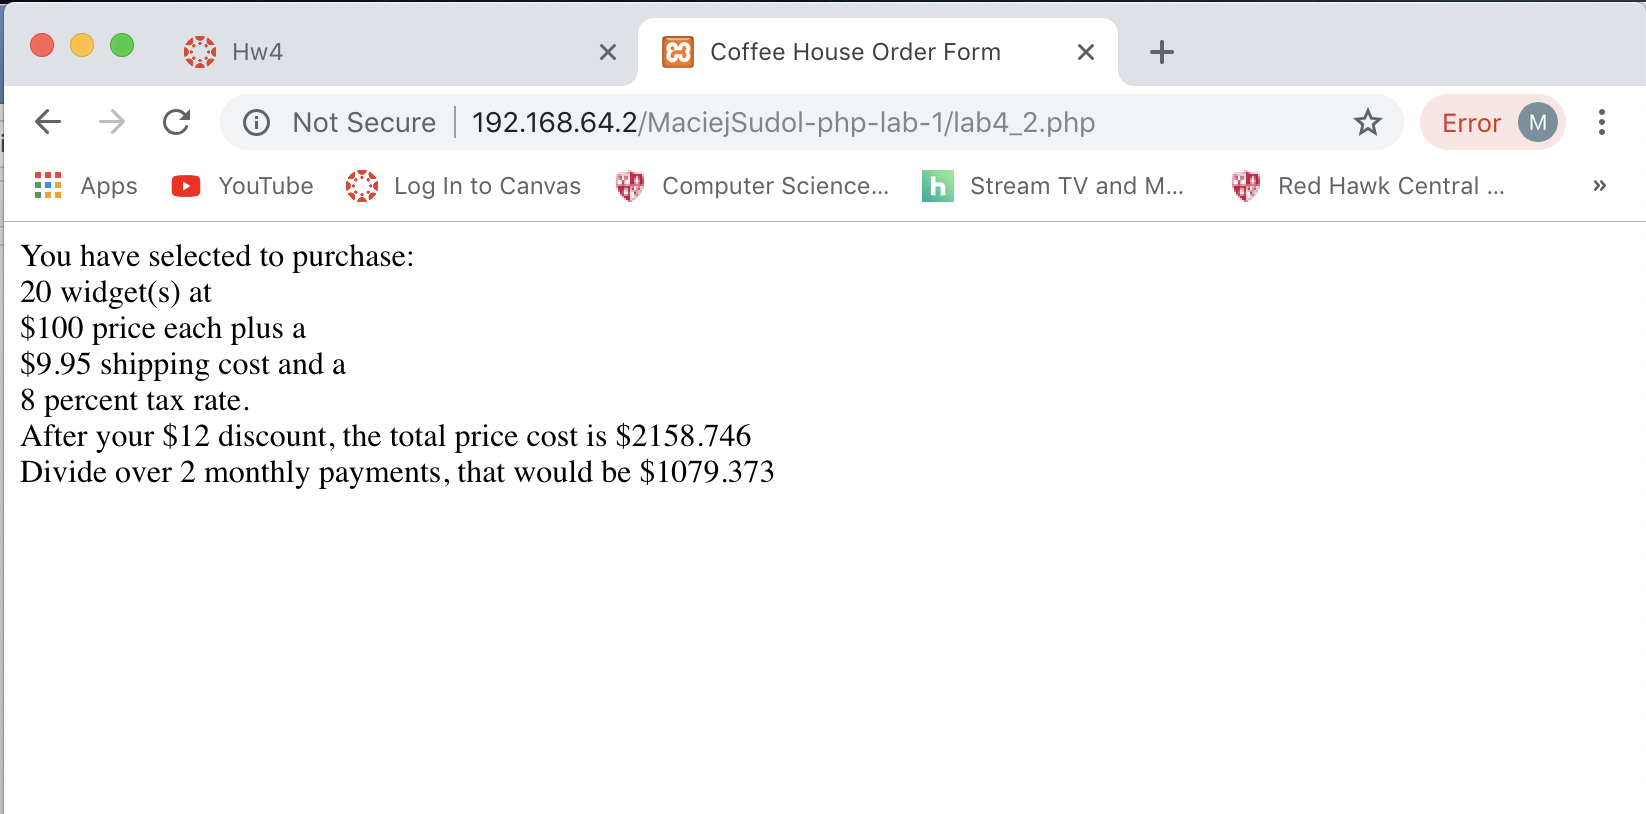 Hw4
Coffee House Order Form
Not Secure 192.168.64.2/MaciejSudol-php-lab-1/lab4_2.php
Error M
Apps YouTube Log In to Canvas Computer Science... h Stream TV and M... Red Hawk Central ... »
You have selected to purchase:
20 widget(s) at
$100 price each plus a
$9.95 shipping cost and a
8 percent tax rate.
After your $12 discount, the total price cost is $2158.746
Divide over 2 monthly payments, that would be $1079.373